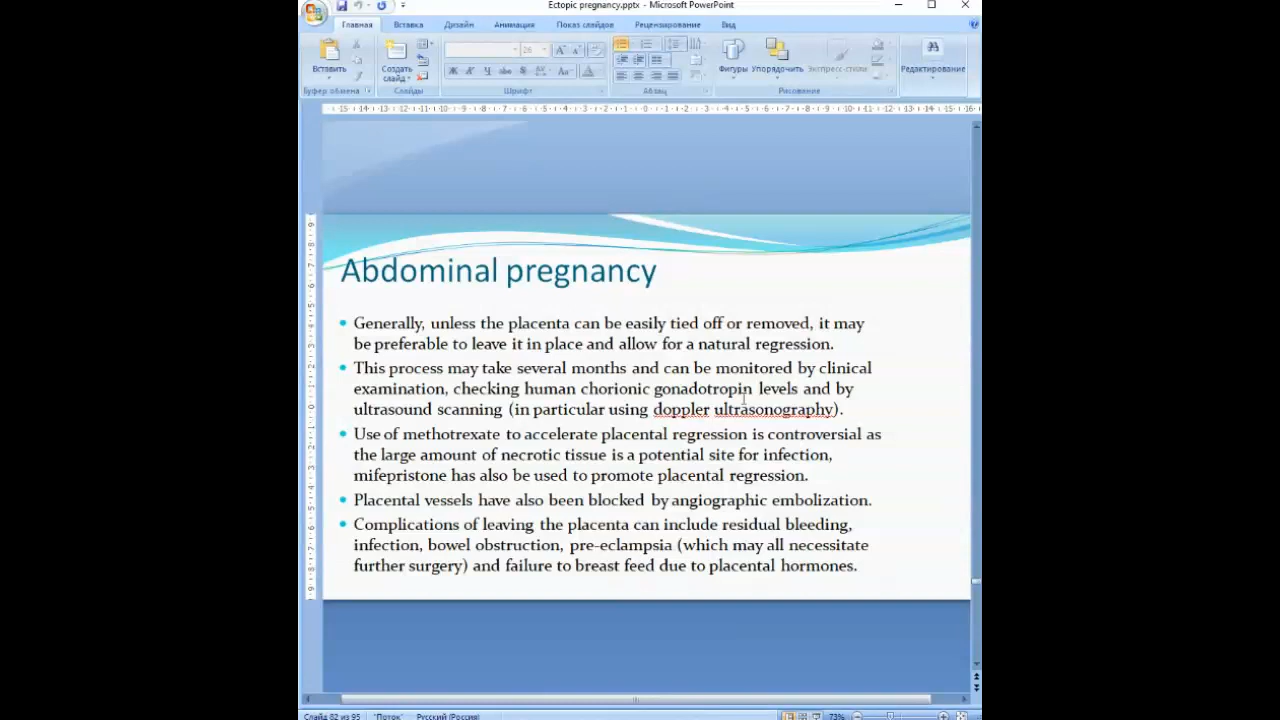 Ectopic pregnancy.pptx - Microsoft PowerPoint
Главная Вставка Дизайн Анимация Показ слайдов Рецензирование Вид
Вставить
Создать слайд
26
Ж К Ч abc S AV Aa A
Фигуры Упорядочить Экспресс-стили Редактирование
Буфер обмена Слайды Шрифт Абзац Рисование
Abdominal pregnancy
• Generally, unless the placenta can be easily tied off or removed, it may
be preferable to leave it in place and allow for a natural regression.
• This process may take several months and can be monitored by clinical
examination, checking human chorionic gonadotropin levels and by
ultrasound scanning (in particular using doppler ultrasonography).
• Use of methotrexate to accelerate placental regression is controversial as
the large amount of necrotic tissue is a potential site for infection,
mifepristone has also be used to promote placental regression.
• Placental vessels have also been blocked by angiographic embolization.
• Complications of leaving the placenta can include residual bleeding,
infection, bowel obstruction, pre-eclampsia (which may all necessitate
further surgery) and failure to breast feed due to placental hormones.
Слайд 82 из 95 "Поток" Русский (Россия) 73%